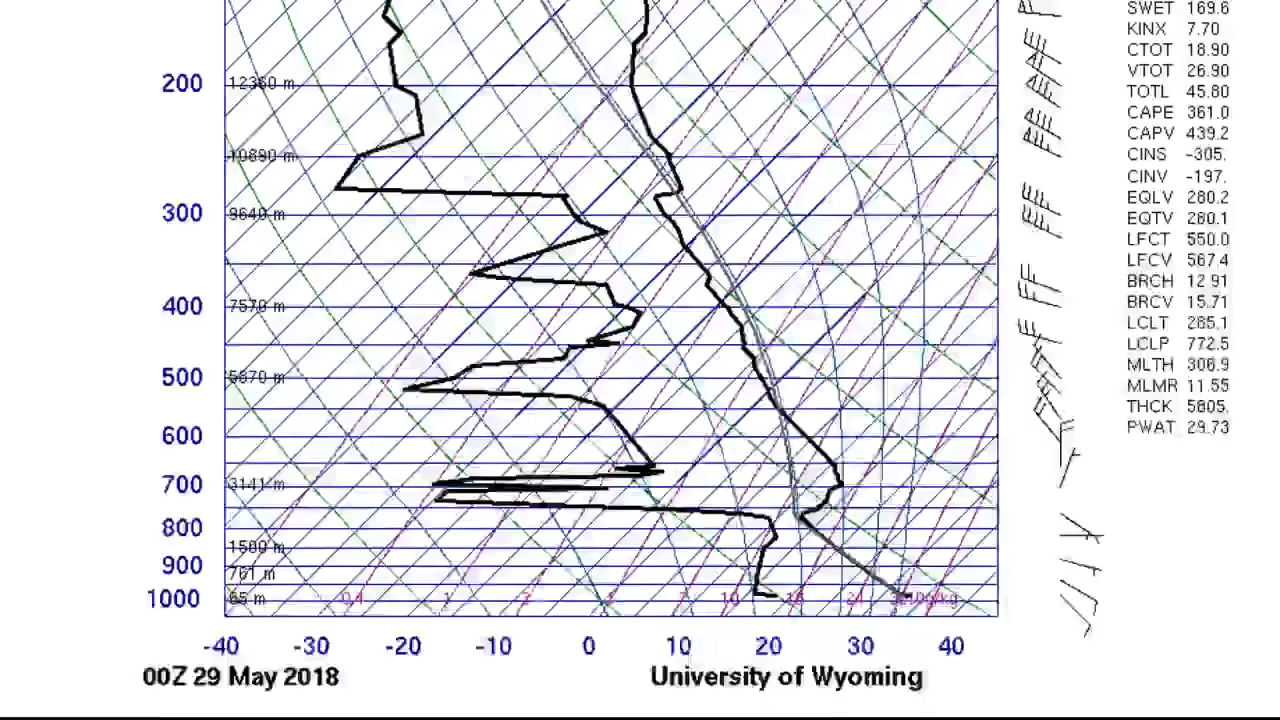 SWET 169.6
KINX 7.70
CTOT 18.90
VTOT 26.90
TOTL 45.80
CAPE 361.0
CAPV 439.2
CINS -305.
CINV -197.
EQLV 280.2
EQTV 280.1
LFCT 550.0
LFCV 567.4
BRCH 12.91
BRCV 15.71
LCLT 285.1
LCLP 772.5
MLTH 306.9
MLMR 11.55
THCK 5805.
PWAT 29.73
200 12360 m
10690 m
300 9640 m
400 7570 m
500 5870 m
600
700 3141 m
800
1500 m
900
761 m
1000 65 m
0.4 1 2 4 7 10 16 24 32 40g/kg
-40 -30 -20 -10 0 10 20 30 40
00Z 29 May 2018 University of Wyoming